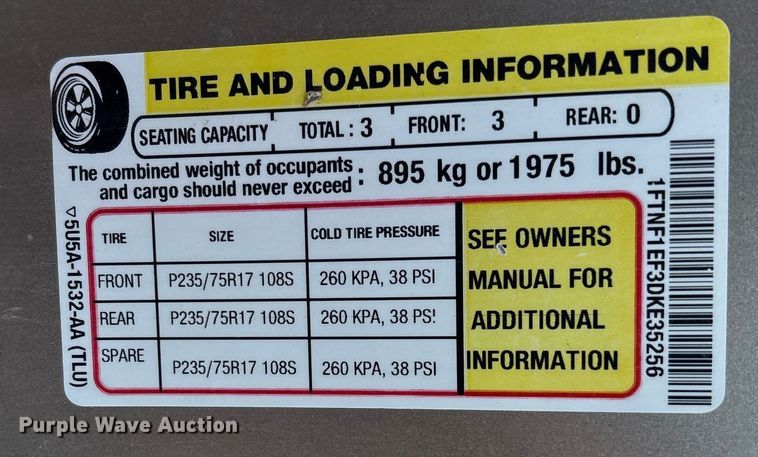 TIRE AND LOADING INFORMATION
SEATING CAPACITY TOTAL : 3 FRONT: 3 REAR: 0
The combined weight of occupants
and cargo should never exceed : 895 kg or 1975 lbs.
TIRE SIZE COLD TIRE PRESSURE
FRONT P235/75R17 108S 260 KPA, 38 PSI
REAR P235/75R17 108S 260 KPA, 38 PSI
SPARE P235/75R17 108S 260 KPA, 38 PSI
SEE OWNERS
MANUAL FOR
ADDITIONAL
INFORMATION
5U5A-1532-AA (TLU)
1FTNF1EF3DKE35256
Purple Wave Auction